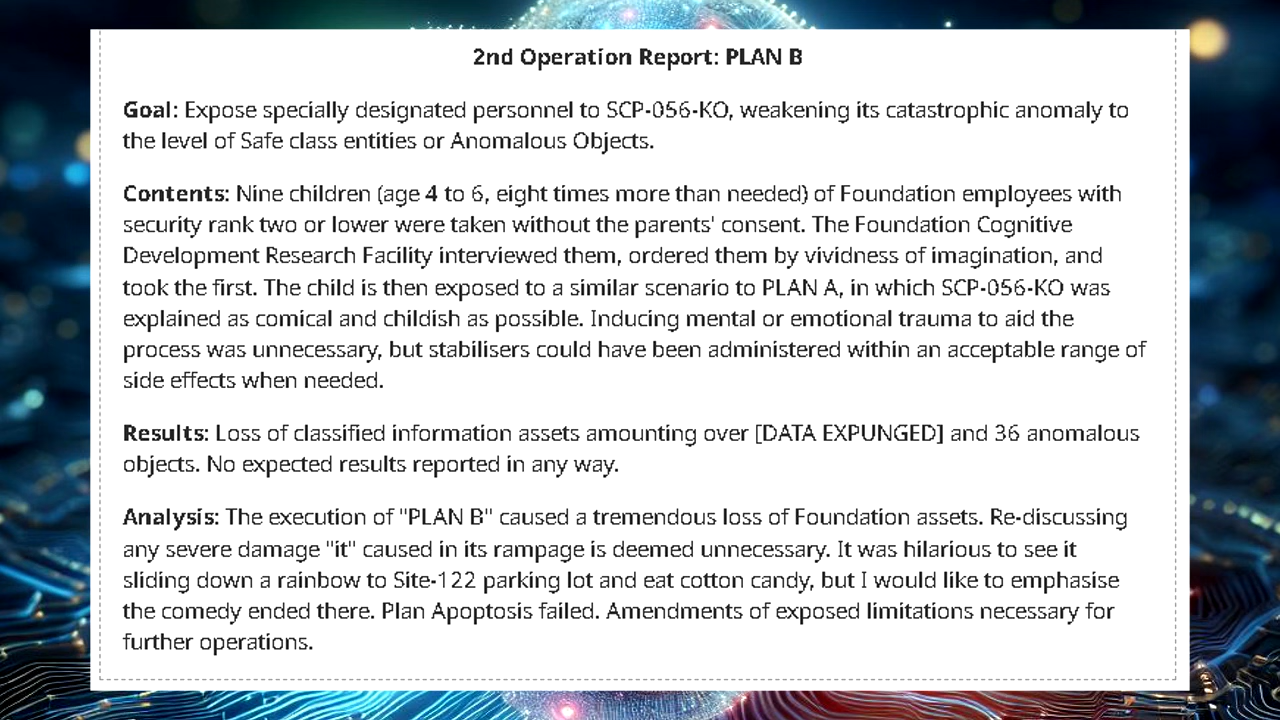 2nd Operation Report: PLAN B
Goal: Expose specially designated personnel to SCP-056-KO, weakening its catastrophic anomaly to
the level of Safe class entities or Anomalous Objects.
Contents: Nine children (age 4 to 6, eight times more than needed) of Foundation employees with
security rank two or lower were taken without the parents' consent. The Foundation Cognitive
Development Research Facility interviewed them, ordered them by vividness of imagination, and
took the first. The child is then exposed to a similar scenario to PLAN A, in which SCP-056-KO was
explained as comical and childish as possible. Inducing mental or emotional trauma to aid the
process was unnecessary, but stabilisers could have been administered within an acceptable range of
side effects when needed.
Results: Loss of classified information assets amounting over [DATA EXPUNGED] and 36 anomalous
objects. No expected results reported in any way.
Analysis: The execution of "PLAN B" caused a tremendous loss of Foundation assets. Re-discussing
any severe damage "it" caused in its rampage is deemed unnecessary. It was hilarious to see it
sliding down a rainbow to Site-122 parking lot and eat cotton candy, but I would like to emphasise
the comedy ended there. Plan Apoptosis failed. Amendments of exposed limitations necessary for
further operations.